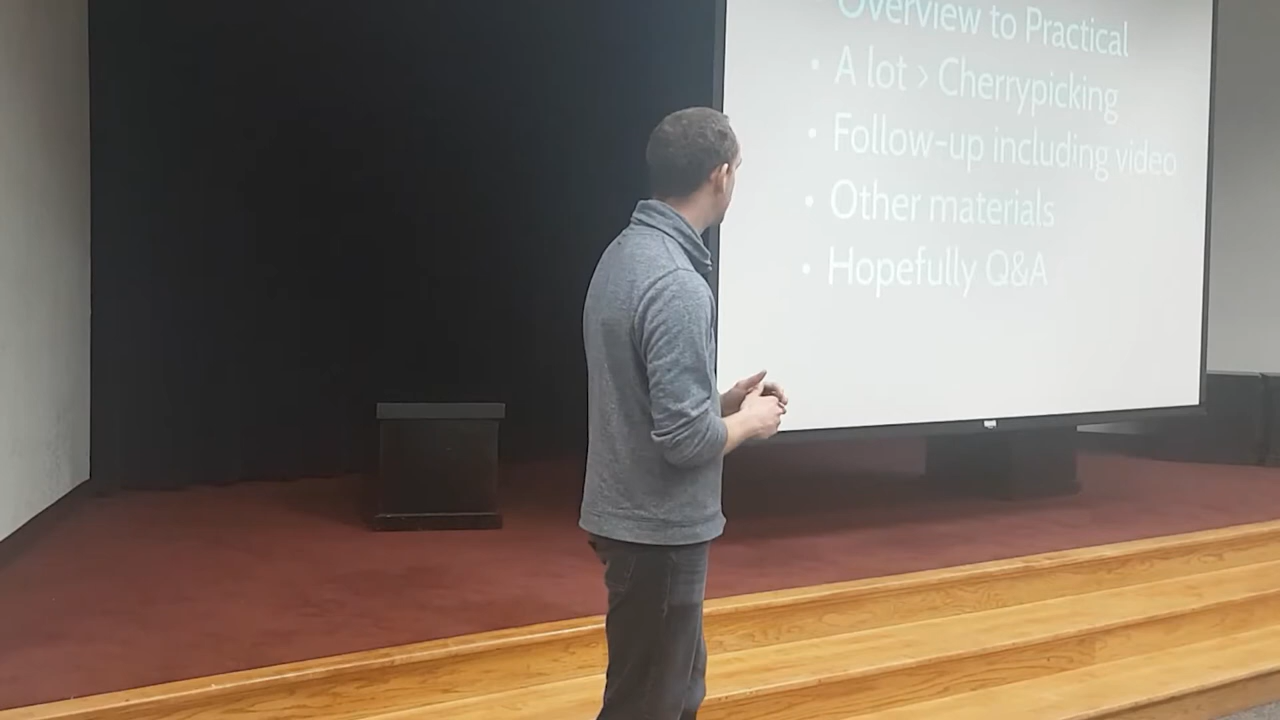 Overview to Practical
• A lot > Cherrypicking
• Follow-up including video
• Other materials
• Hopefully Q&A